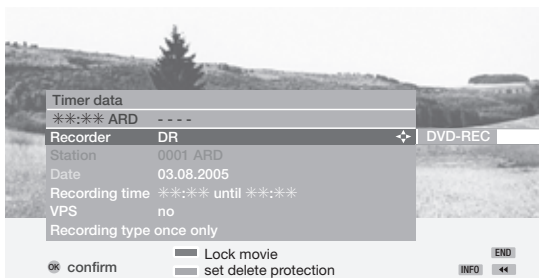 Timer data
✳✳:✳✳ ARD - - - -
Recorder DR DVD-REC
Station 0001 ARD
Date 03.08.2005
Recording time ✳✳:✳✳ until ✳✳:✳✳
VPS no
Recording type once only
Lock movie END
OK confirm set delete protection INFO